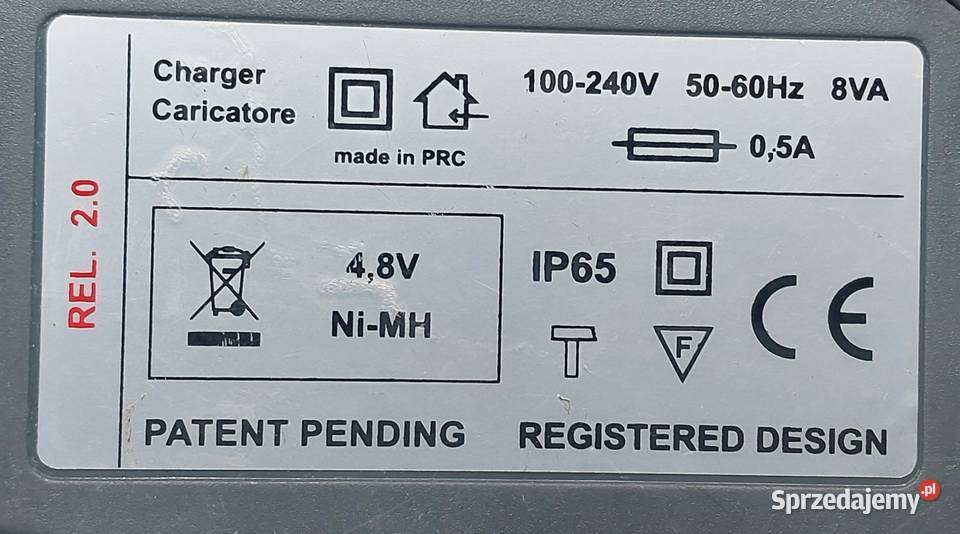 Charger
Caricatore
made in PRC
100-240V 50-60Hz 8VA
0,5A
REL. 2.0
4,8V
Ni-MH
IP65
F
CE
PATENT PENDING
REGISTERED DESIGN
Sprzedajemy.pl